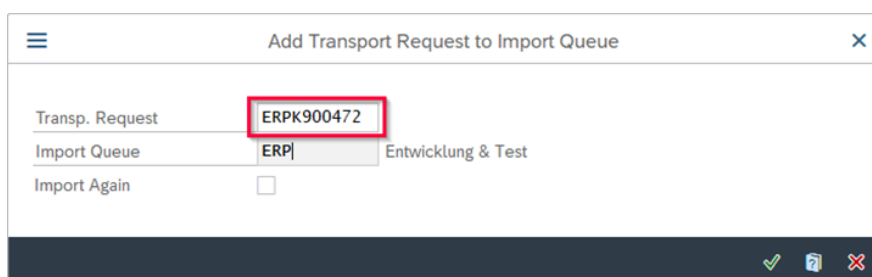 Add Transport Request to Import Queue
Transp. Request ERPK900472
Import Queue ERP Entwicklung & Test
Import Again